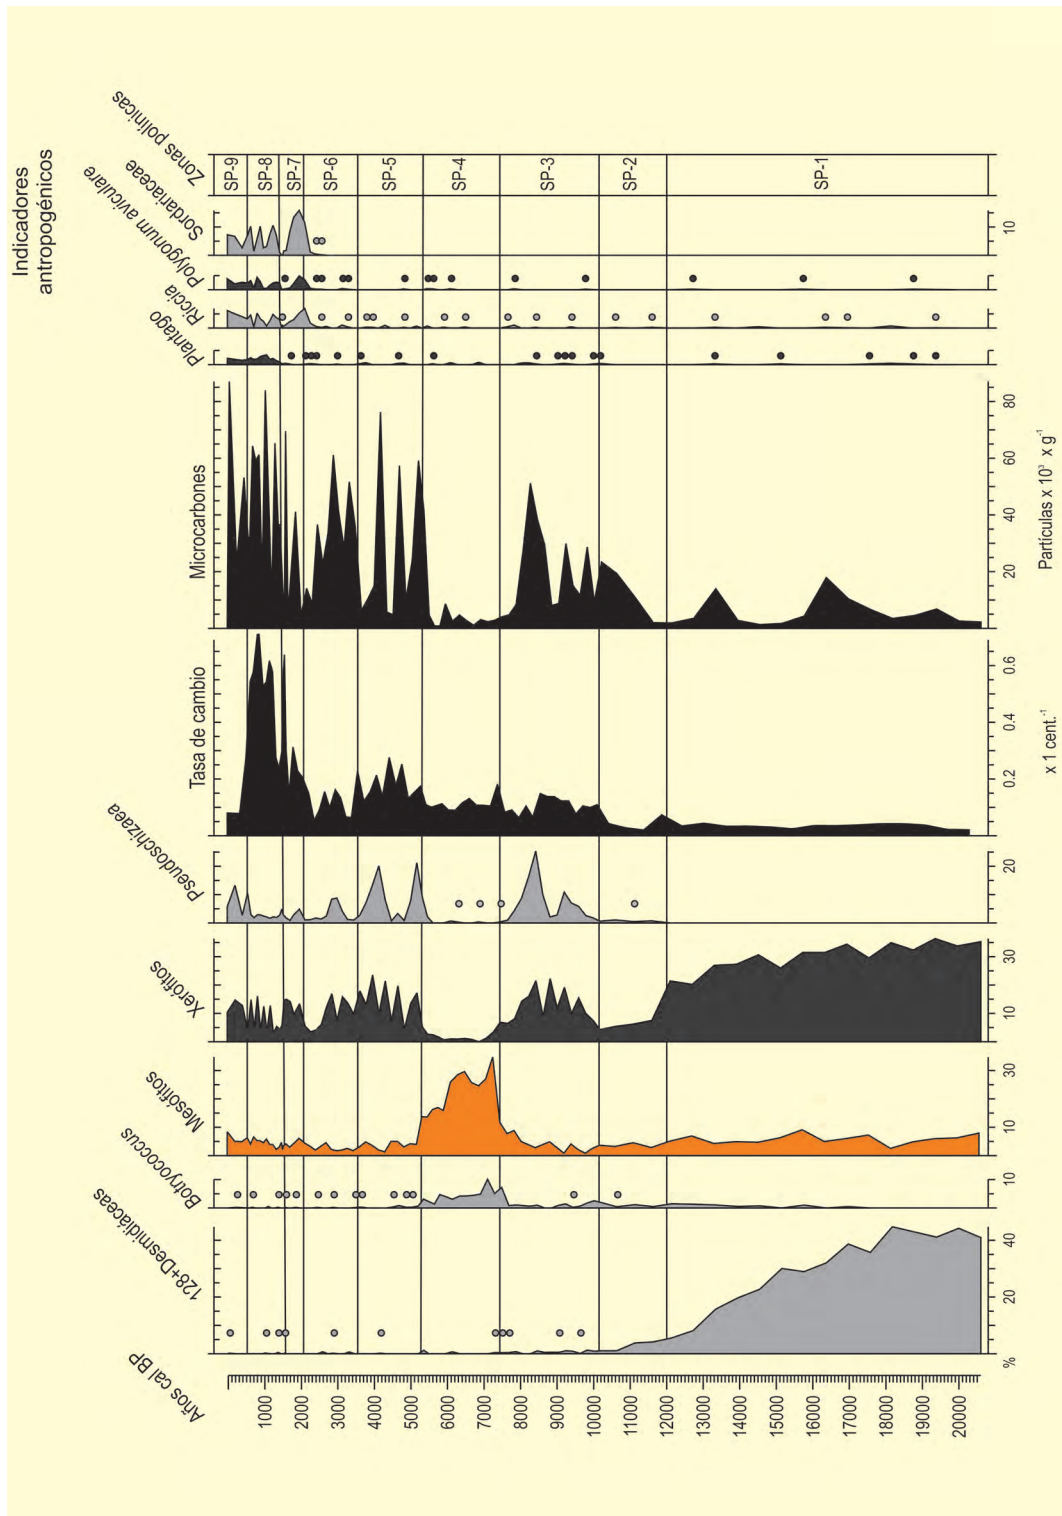 Indicadores
antropogénicos
Años cal BP
128+Desmidiáceas
Botryococcus
Mesófitos
Xerófitos
Pseudoschizaea
Tasa de cambio
Microcarbones
Plantago
Riccia
Polygonum aviculare
Sordariaceae
Zonas polínicas
SP-9
SP-8
SP-7
SP-6
SP-5
SP-4
SP-3
SP-2
SP-1
1000
2000
3000
4000
5000
6000
7000
8000
9000
10000
11000
12000
13000
14000
15000
16000
17000
18000
19000
20000
% 20 40
10
10 30
10 30
20
0.2 0.4 0.6
20 40 60 80
10
x 1 cent.⁻¹
Partículas x 10³ x g⁻¹